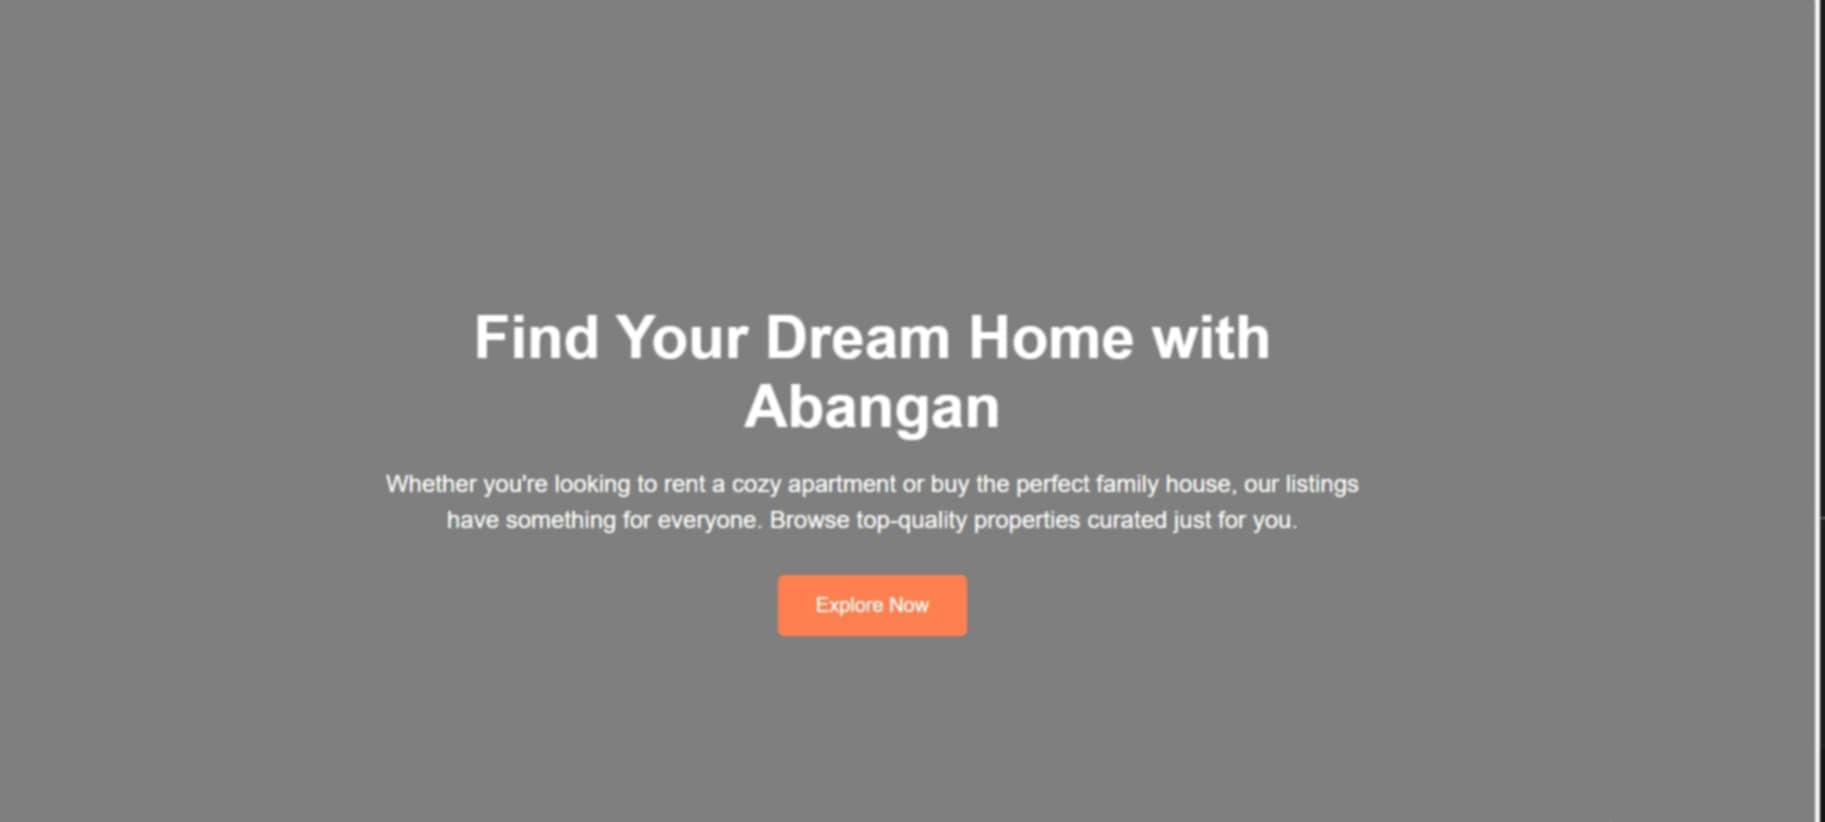 Find Your Dream Home with
Abangan
Whether you're looking to rent a cozy apartment or buy the perfect family house, our listings
have something for everyone. Browse top-quality properties curated just for you.
Explore Now